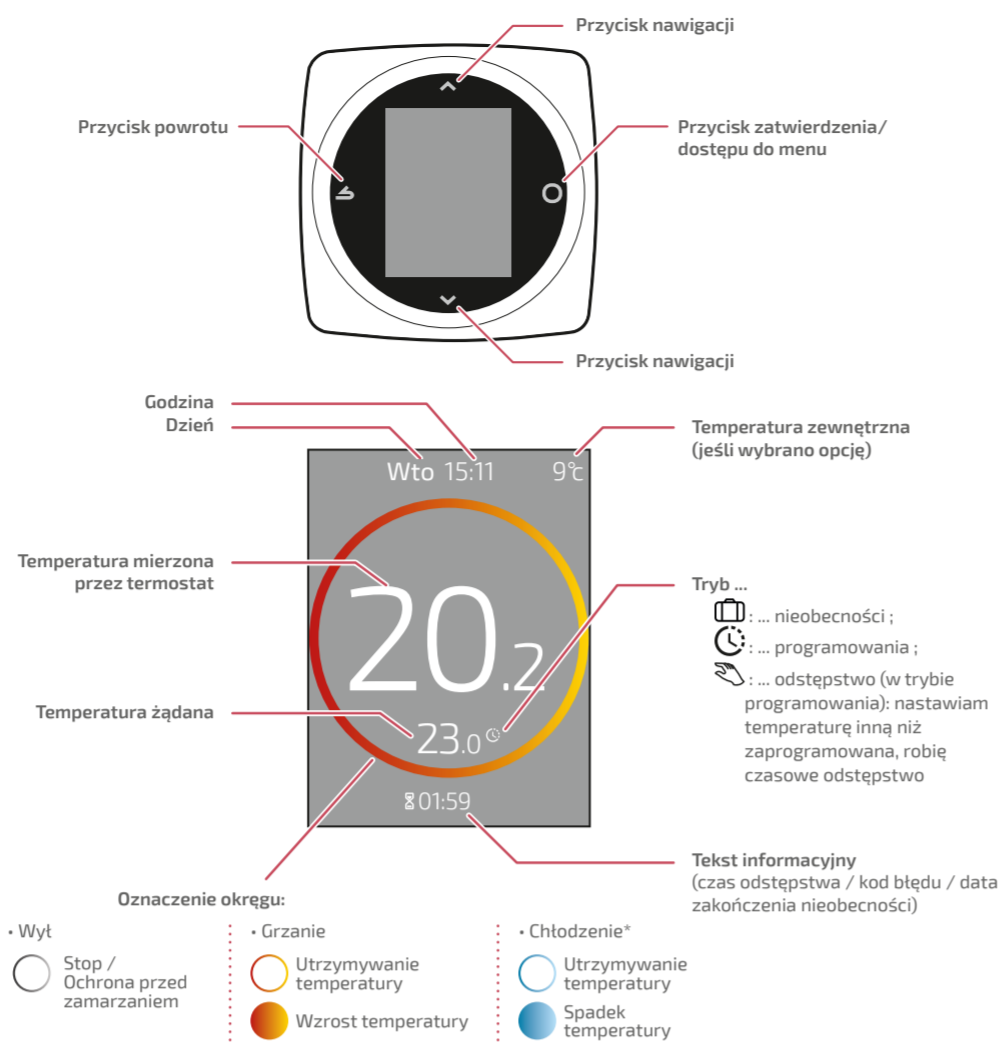 Przycisk nawigacji
Przycisk powrotu
Przycisk zatwierdzenia/
dostępu do menu
Przycisk nawigacji
Godzina
Dzień
Temperatura zewnętrzna
(jeśli wybrano opcję)
Wto 15:11 9°c
Temperatura mierzona
przez termostat
20.2
Tryb ...
: ... nieobecności ;
: ... programowania ;
: ... odstępstwo (w trybie
programowania): nastawiam
temperaturę inną niż
zaprogramowana, robię
czasowe odstępstwo
Temperatura żądana
23.0
01:59
Tekst informacyjny
(czas odstępstwa / kod błędu / data
zakończenia nieobecności)
Oznaczenie okręgu:
• Wył
Stop /
Ochrona przed
zamarzaniem
• Grzanie
Utrzymywanie
temperatury
Wzrost temperatury
• Chłodzenie*
Utrzymywanie
temperatury
Spadek
temperatury